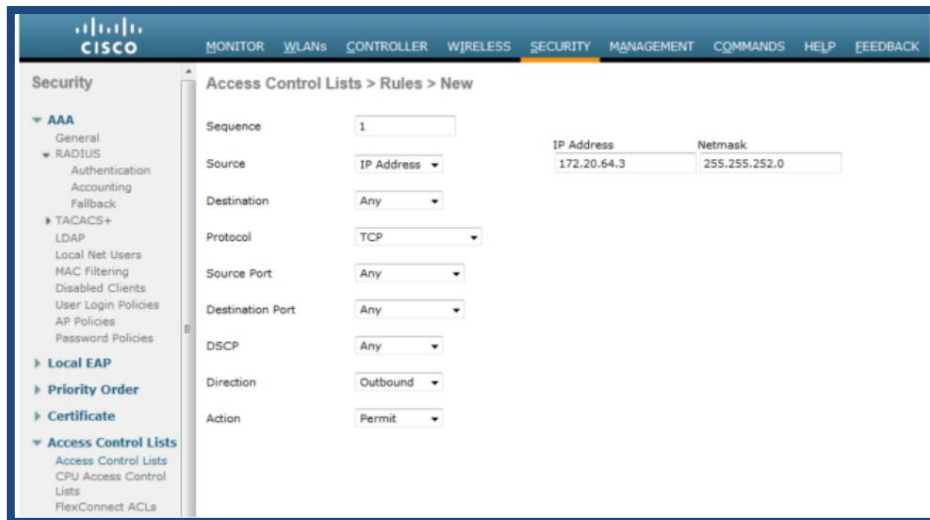 CISCO
MONITOR WLANs CONTROLLER WIRELESS SECURITY MANAGEMENT COMMANDS HELP FEEDBACK
Security
AAA
General
RADIUS
Authentication
Accounting
Fallback
TACACS+
LDAP
Local Net Users
MAC Filtering
Disabled Clients
User Login Policies
AP Policies
Password Policies
Local EAP
Priority Order
Certificate
Access Control Lists
Access Control Lists
CPU Access Control
Lists
FlexConnect ACLs
Access Control Lists > Rules > New
Sequence 1
IP Address Netmask
Source IP Address 172.20.64.3 255.255.252.0
Destination Any
Protocol TCP
Source Port Any
Destination Port Any
DSCP Any
Direction Outbound
Action Permit